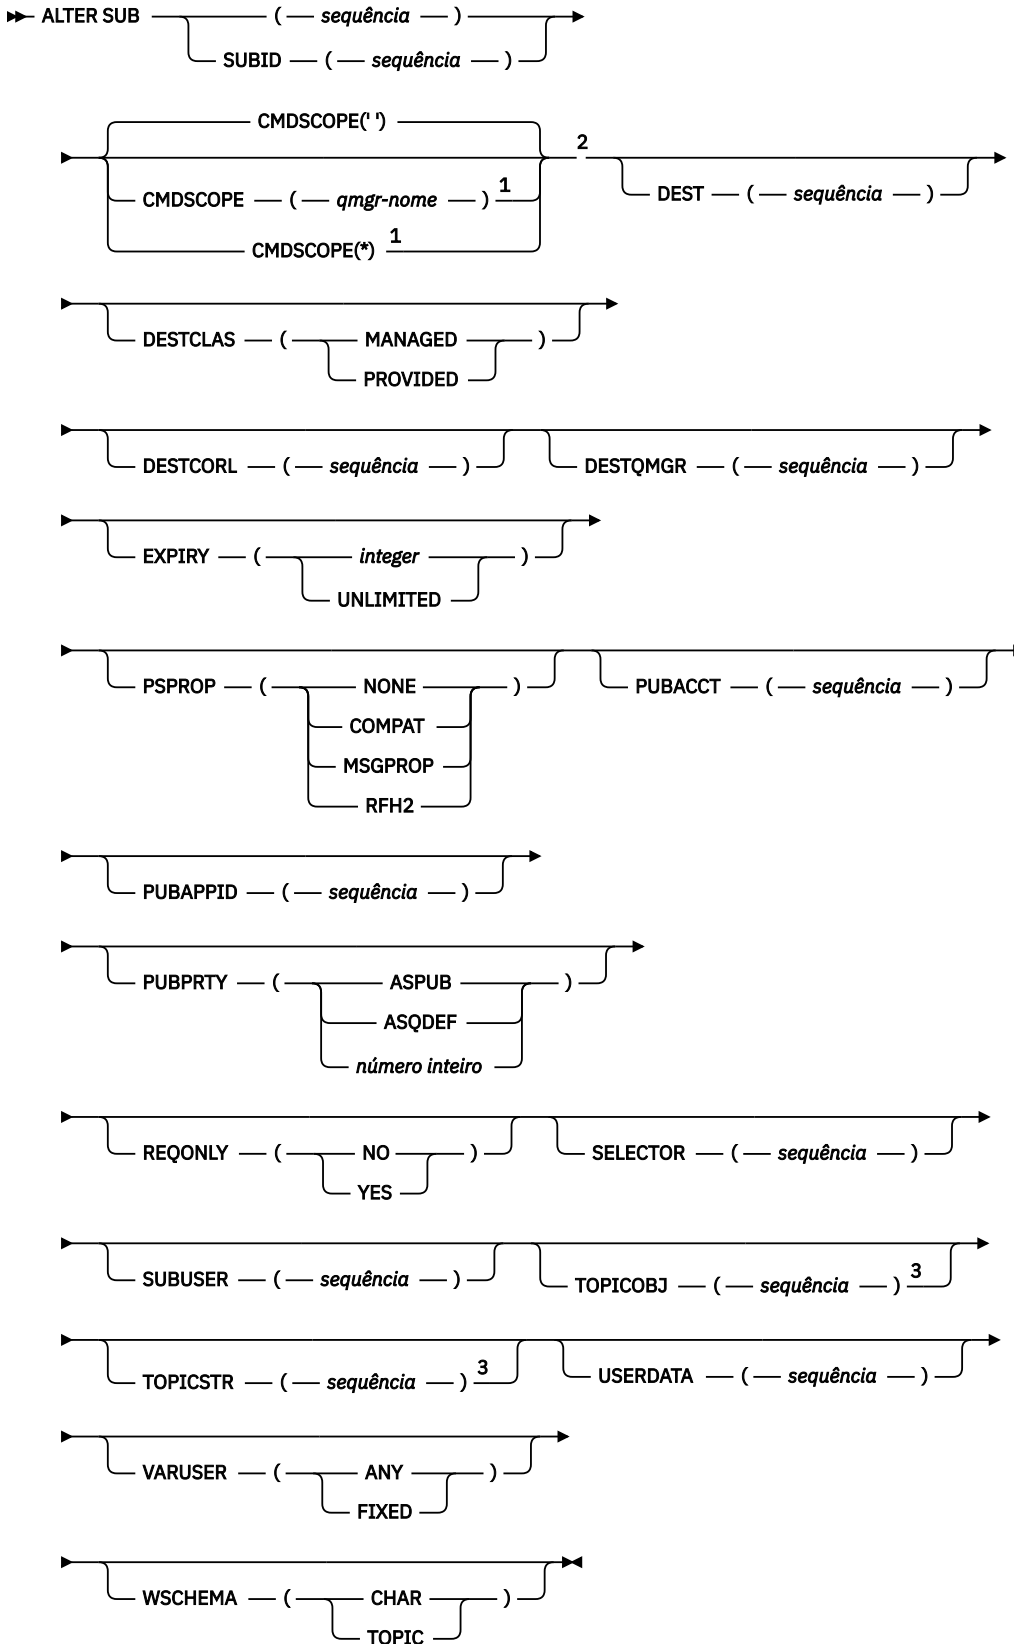 ALTER SUB ( sequência )
SUBID ( sequência )
CMDSCOPE(' ')
2
CMDSCOPE ( qmgr-nome ) 1
DEST ( sequência )
CMDSCOPE(*) 1
DESTCLAS ( MANAGED )
PROVIDED
DESTCORL ( sequência ) DESTQMGR ( sequência )
EXPIRY ( integer )
UNLIMITED
PSPROP ( NONE ) PUBACCT ( sequência )
COMPAT
MSGPROP
RFH2
PUBAPPID ( sequência )
PUBPRTY ( ASPUB )
ASQDEF
número inteiro
REQONLY ( NO ) SELECTOR ( sequência )
YES
SUBUSER ( sequência ) TOPICOBJ ( sequência ) 3
TOPICSTR ( sequência ) 3 USERDATA ( sequência )
VARUSER ( ANY )
FIXED
WSCHEMA ( CHAR )
TOPIC